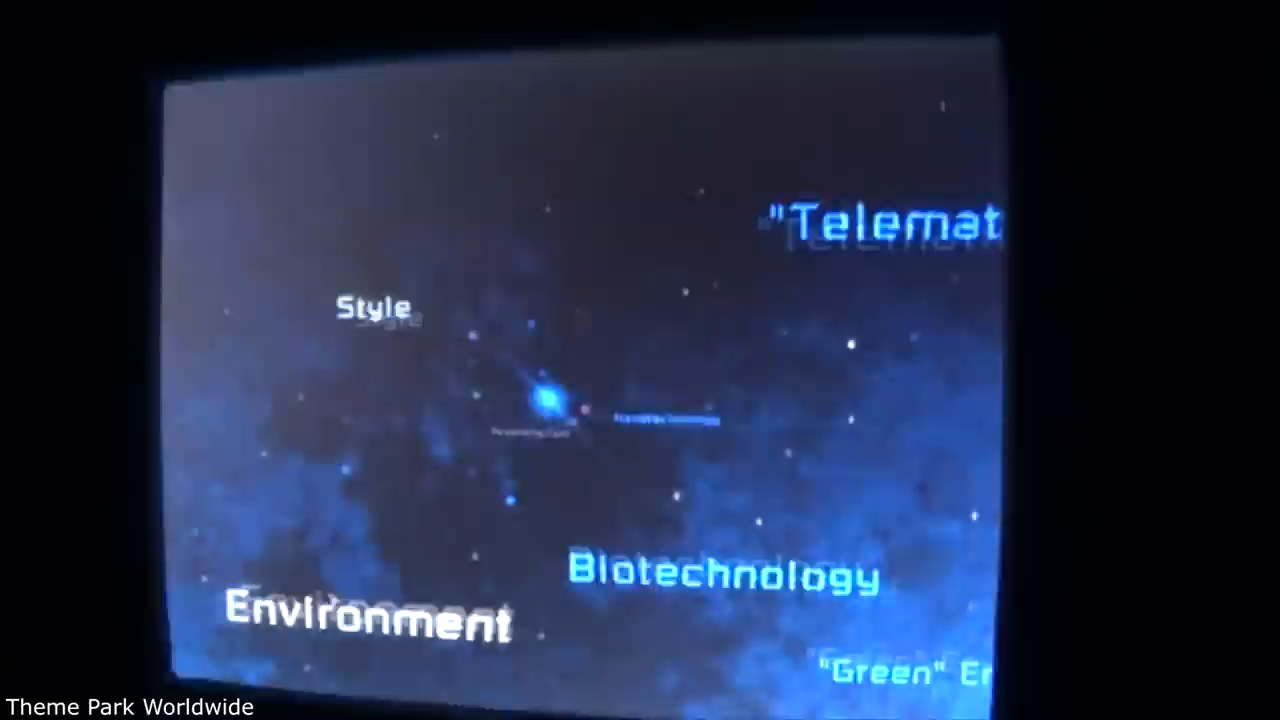 "Telemat
Style
Biotechnology
Environment
"Green" Er
Theme Park Worldwide